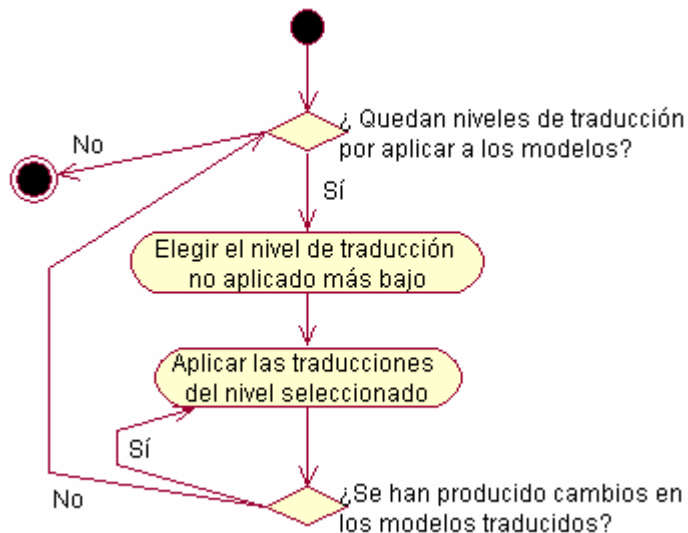 ¿ Quedan niveles de traducción
por aplicar a los modelos?
No
Sí
Elegir el nivel de traducción
no aplicado más bajo
Aplicar las traducciones
del nivel seleccionado
Sí
No
¿Se han producido cambios en
los modelos traducidos?